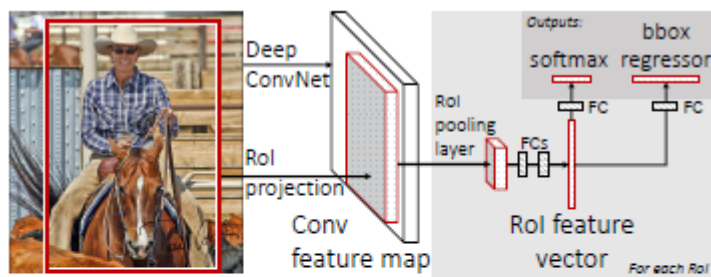 Outputs:
softmax
bbox
regressor
Deep
ConvNet
FC
FC
RoI
pooling
layer
FCs
RoI
projection
Conv
feature map
RoI feature
vector
For each RoI